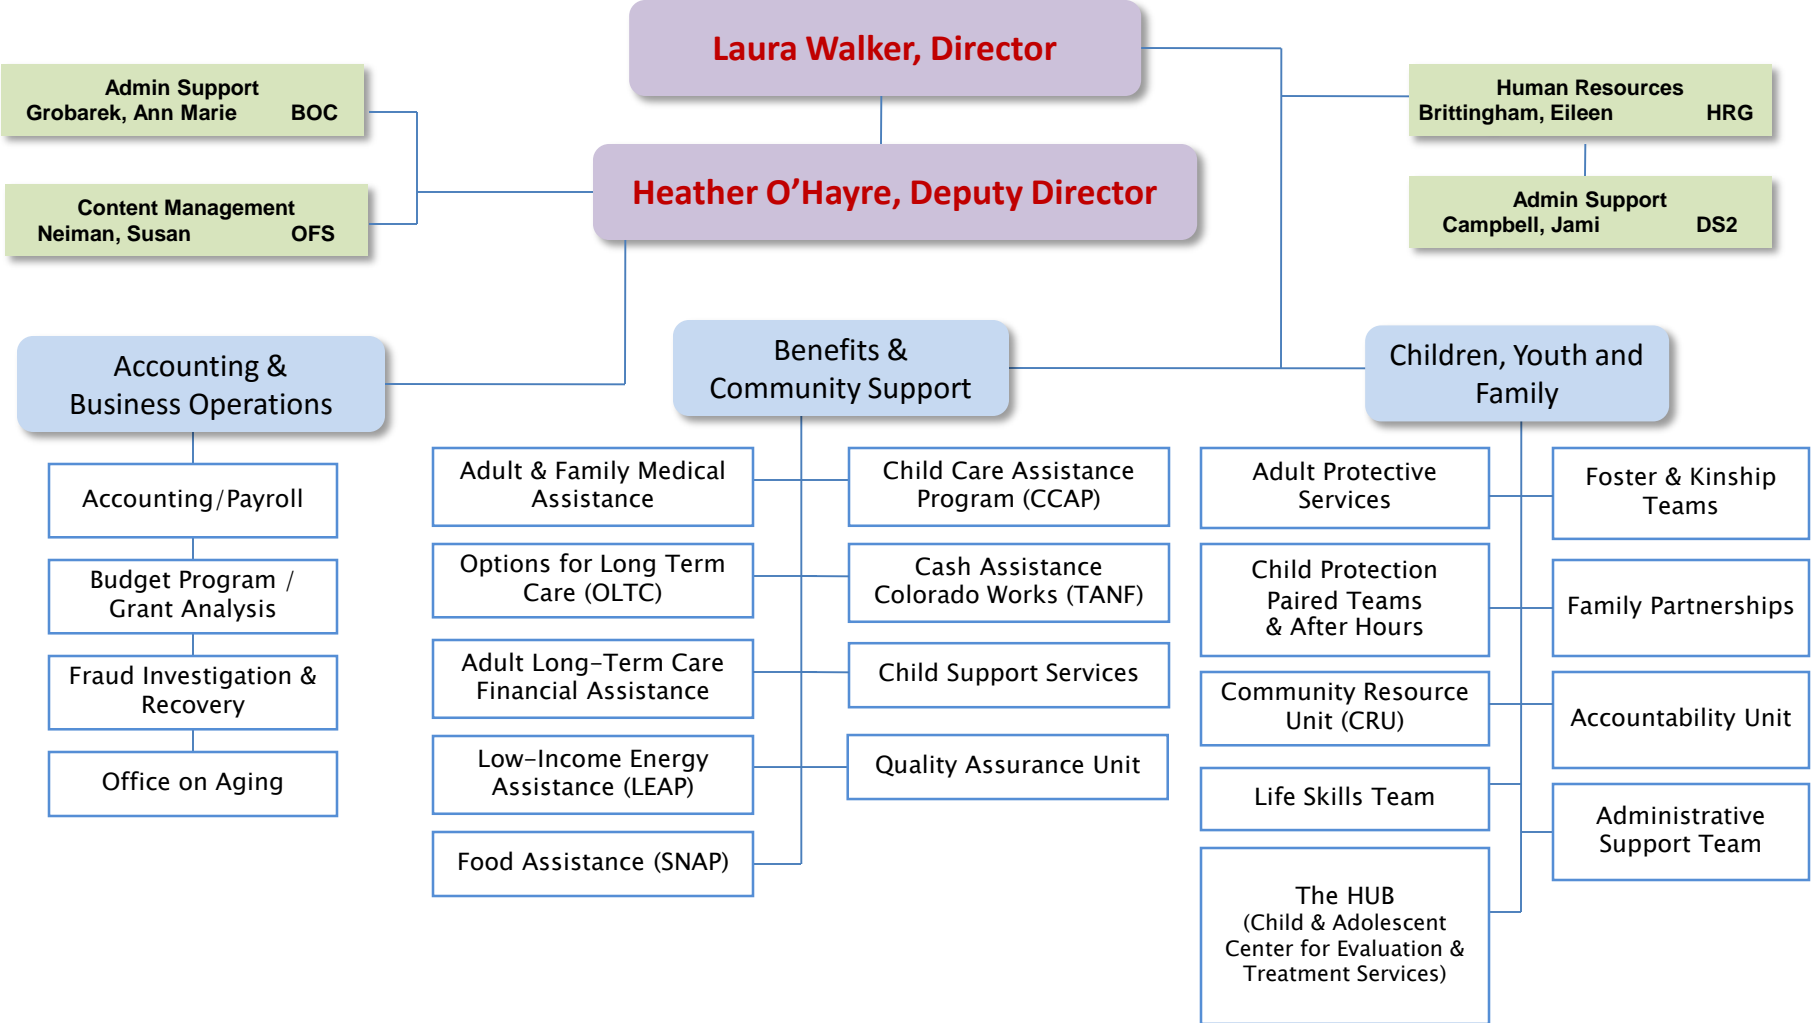 Laura Walker, Director
Admin Support
Grobarek, Ann Marie BOC
Human Resources
Brittingham, Eileen HRG
Heather O’Hayre, Deputy Director
Content Management
Neiman, Susan OFS
Admin Support
Campbell, Jami DS2
Accounting &
Business Operations
Accounting/Payroll
Budget Program /
Grant Analysis
Fraud Investigation &
Recovery
Office on Aging
Benefits &
Community Support
Adult & Family Medical
Assistance
Options for Long Term
Care (OLTC)
Adult Long-Term Care
Financial Assistance
Low-Income Energy
Assistance (LEAP)
Food Assistance (SNAP)
Child Care Assistance
Program (CCAP)
Cash Assistance
Colorado Works (TANF)
Child Support Services
Quality Assurance Unit
Children, Youth and
Family
Adult Protective
Services
Child Protection
Paired Teams
& After Hours
Community Resource
Unit (CRU)
Life Skills Team
The HUB
(Child & Adolescent
Center for Evaluation &
Treatment Services)
Foster & Kinship
Teams
Family Partnerships
Accountability Unit
Administrative
Support Team